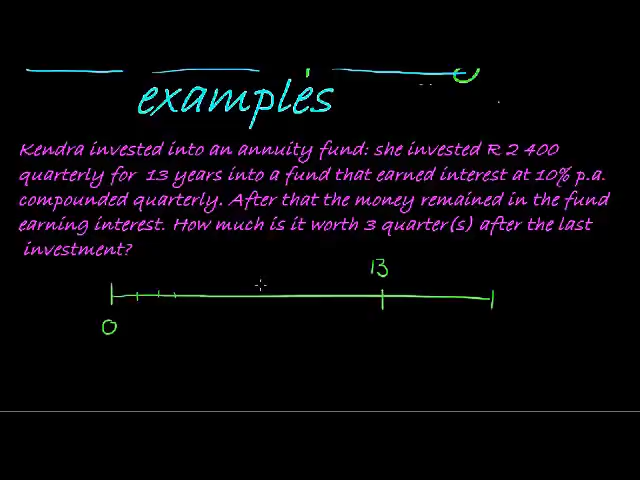 examples
Kendra invested into an annuity fund: she invested R 2 400
quarterly for 13 years into a fund that earned interest at 10% p.a.
compounded quarterly. After that the money remained in the fund
earning interest. How much is it worth 3 quarter(s) after the last
investment?
13
0